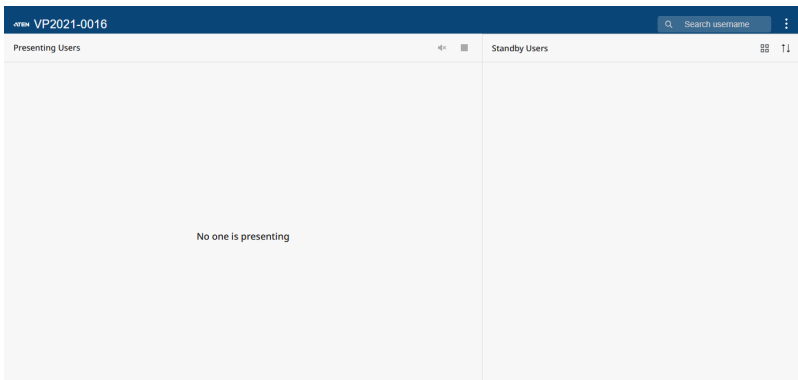 ATEN VP2021-0016
Search username
Presenting Users
Standby Users
No one is presenting